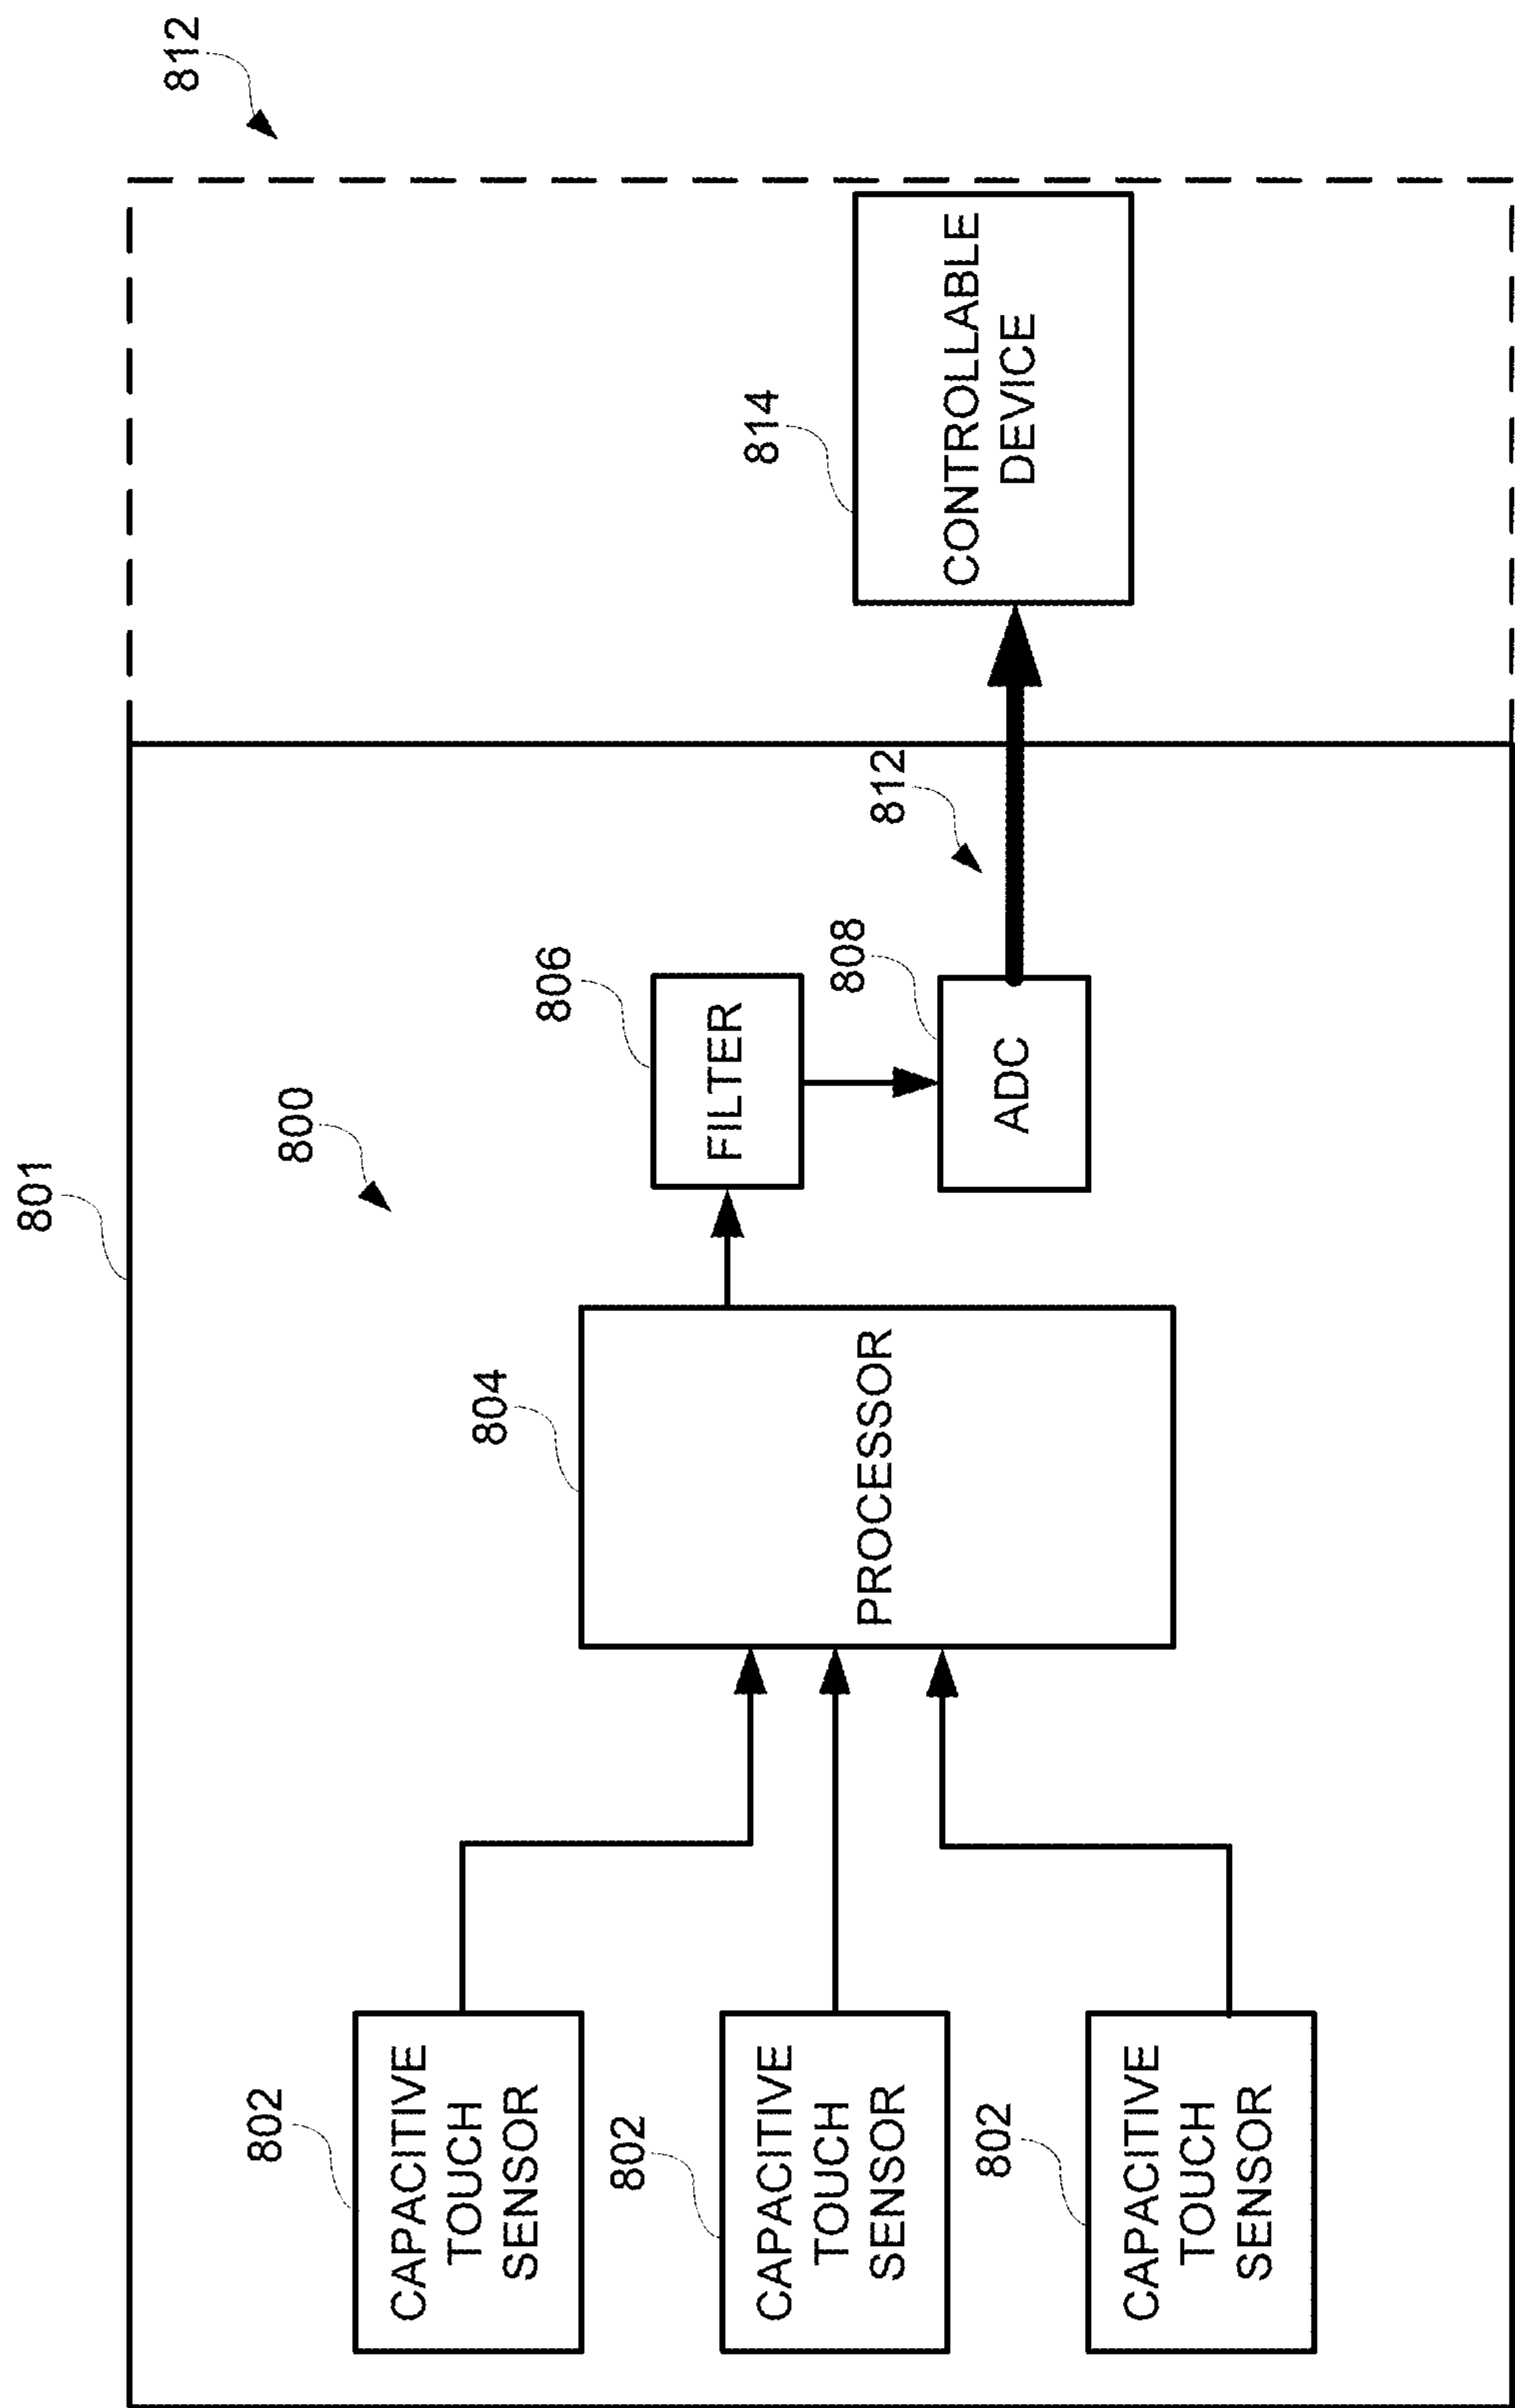 801
812
800
802
CAPACITIVE
TOUCH
SENSOR
802
CAPACITIVE
TOUCH
SENSOR
802
CAPACITIVE
TOUCH
SENSOR
804
PROCESSOR
806
FILTER
808
ADC
812
814
CONTROLLABLE
DEVICE